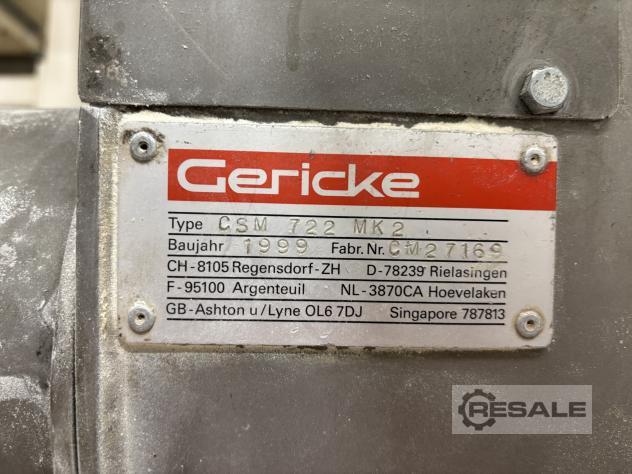 Gericke
Type CSM 722 MK2
Baujahr 1999 Fabr. Nr. CM27169
CH-8105 Regensdorf-ZH D-78239 Rielasingen
F-95100 Argenteuil NL-3870CA Hoevelaken
GB-Ashton u/Lyne OL6 7DJ Singapore 787813
RESALE